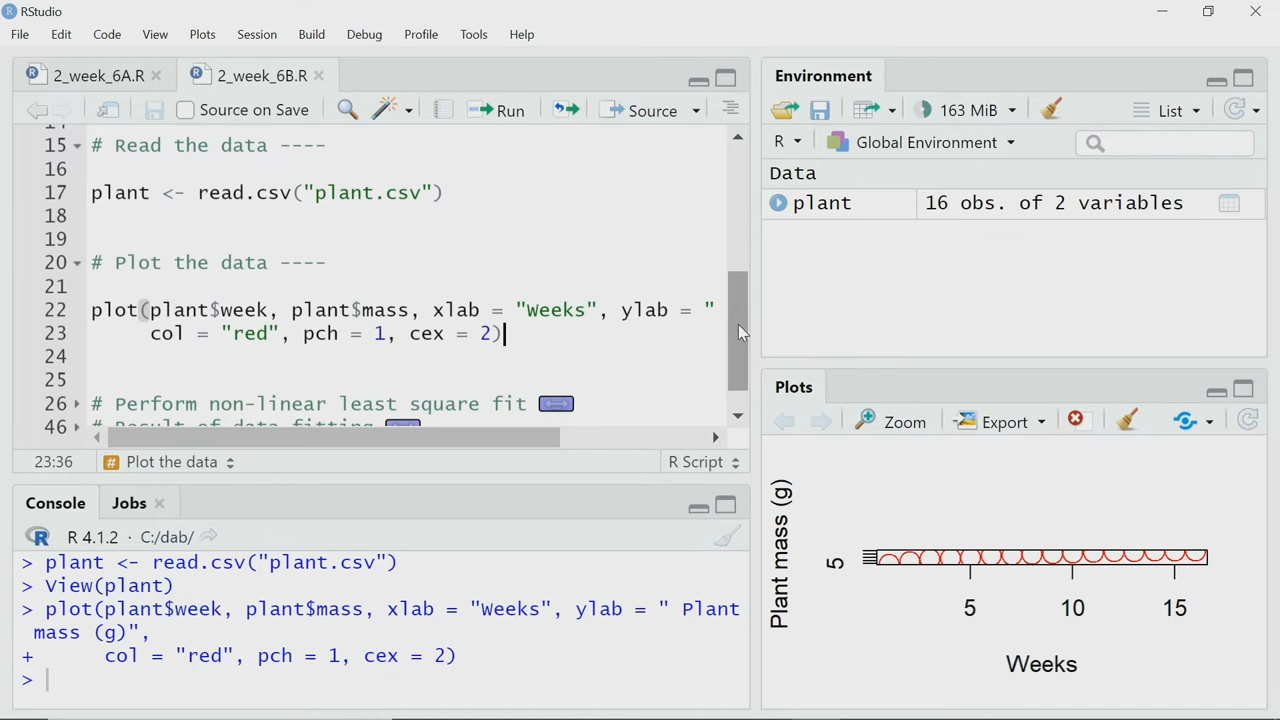 RStudio
File Edit Code View Plots Session Build Debug Profile Tools Help
2_week_6A.R 2_week_6B.R
Source on Save Run Source
15 # Read the data ----
16
17 plant <- read.csv("plant.csv")
18
19
20 # Plot the data ----
21
22 plot(plant$week, plant$mass, xlab = "Weeks", ylab = "
23 col = "red", pch = 1, cex = 2)
24
25
26 # Perform non-linear least square fit
46 # Result of data fitting
23:36 Plot the data R Script
Console Jobs
R 4.1.2 · C:/dab/
> plant <- read.csv("plant.csv")
> View(plant)
> plot(plant$week, plant$mass, xlab = "Weeks", ylab = " Plant
mass (g)",
+ col = "red", pch = 1, cex = 2)
>
Environment
163 MiB List
R Global Environment
Data
plant 16 obs. of 2 variables
Plots
Zoom Export
Plant mass (g)
5
5 10 15
Weeks